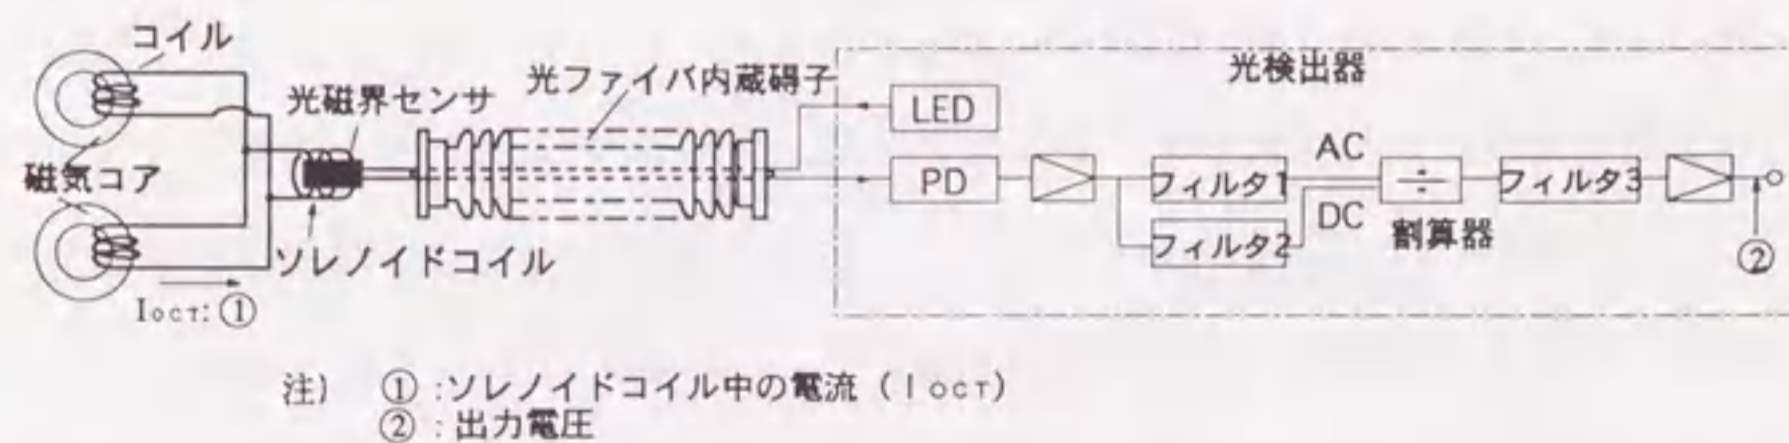 コイル
光磁界センサ
光ファイバ内蔵碍子
光検出器
LED
磁気コア
PD
フィルタ1
AC
÷
フィルタ3
DC
フィルタ2
割算器
ソレノイドコイル
②
IOCT:①
注) ①:ソレノイドコイル中の電流(IOCT)
②:出力電圧